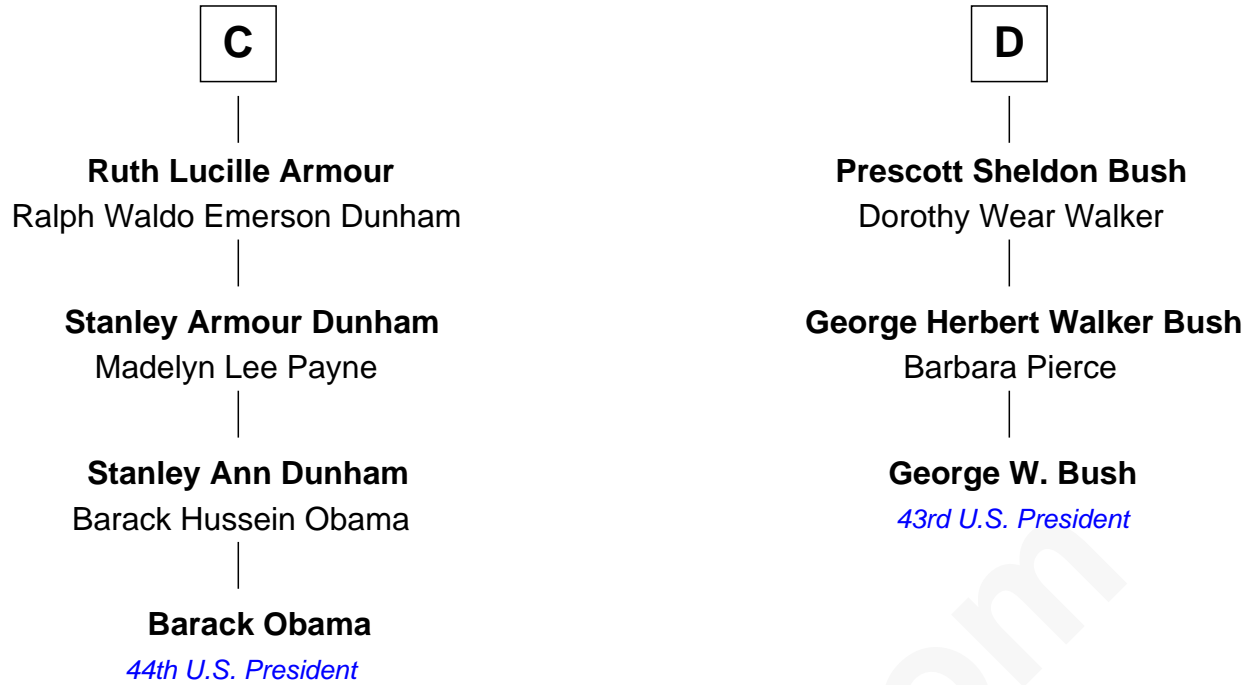 C
Ruth Lucille Armour
Ralph Waldo Emerson Dunham
Stanley Armour Dunham
Madelyn Lee Payne
Stanley Ann Dunham
Barack Hussein Obama
Barack Obama
44th U.S. President
D
Prescott Sheldon Bush
Dorothy Wear Walker
George Herbert Walker Bush
Barbara Pierce
George W. Bush
43rd U.S. President
om